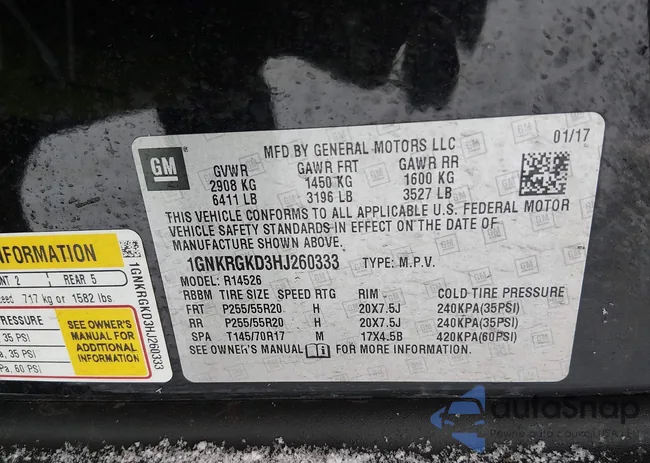 MFD BY GENERAL MOTORS LLC
01/17
GM
GVWR GAWR FRT GAWR RR
2908 KG 1450 KG 1600 KG
6411 LB 3196 LB 3527 LB
THIS VEHICLE CONFORMS TO ALL APPLICABLE U.S. FEDERAL MOTOR
VEHICLE SAFETY STANDARDS IN EFFECT ON THE DATE OF
MANUFACTURE SHOWN ABOVE.
1GNKRGKD3HJ260333 TYPE: M.P.V.
MODEL: R14526
RBBM TIRE SIZE SPEED RTG RIM COLD TIRE PRESSURE
FRT P255/55R20 H 20X7.5J 240KPA(35PSI)
RR P255/55R20 H 20X7.5J 240KPA(35PSI)
SPA T145/70R17 M 17X4.5B 420KPA(60PSI)
SEE OWNER'S MANUAL FOR MORE INFORMATION.
INFORMATION
2 REAR 5
717 kg or 1582 lbs
PRESSURE
35 PSI
35 PSI
60 PSI
SEE OWNER'S
MANUAL FOR
ADDITIONAL
INFORMATION
1GNKRGKD3HJ260333
autoSnap